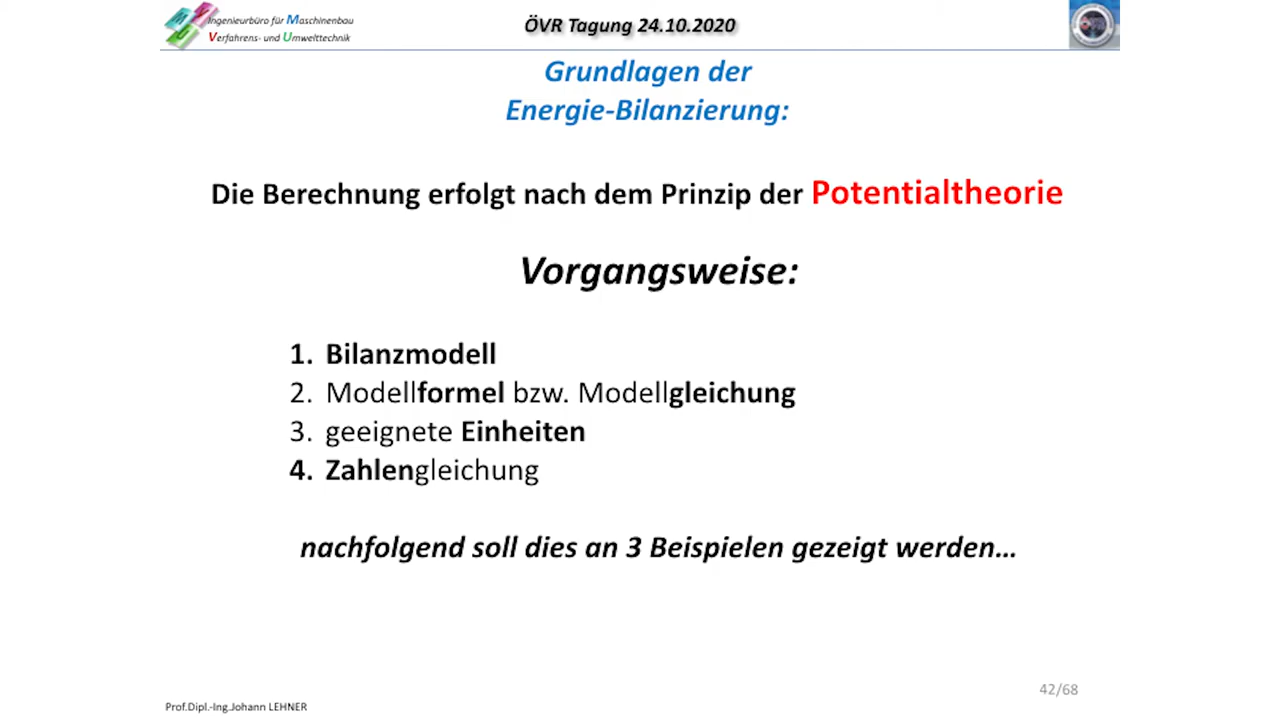 Ingenieurbüro für Maschinenbau
Verfahrens- und Umwelttechnik
ÖVR Tagung 24.10.2020
Grundlagen der
Energie-Bilanzierung:
Die Berechnung erfolgt nach dem Prinzip der Potentialtheorie
Vorgangsweise:
1. Bilanzmodell
2. Modellformel bzw. Modellgleichung
3. geeignete Einheiten
4. Zahlengleichung
nachfolgend soll dies an 3 Beispielen gezeigt werden…
42/68
Prof.Dipl.-Ing.Johann LEHNER